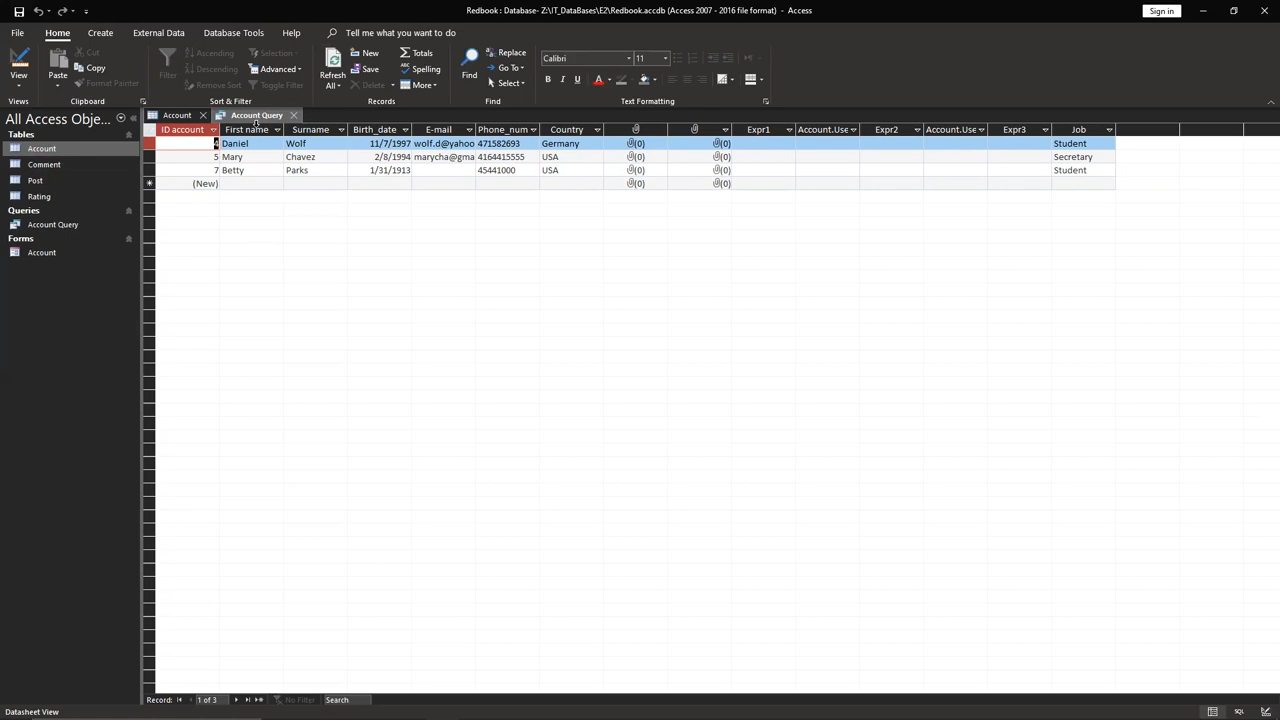 Redbook : Database- Z:\IT_DataBases\E2\Redbook.accdb (Access 2007 - 2016 file format) - Access
Sign in
File Home Create External Data Database Tools Help Tell me what you want to do
View
Views
Paste
Cut
Copy
Format Painter
Clipboard
Filter
Ascending
Descending
Remove Sort
Selection
Advanced
Toggle Filter
Sort & Filter
Refresh
All
New
Save
Delete
Totals
Spelling
More
Records
Find
Replace
Go To
Select
Find
Calibri 11
B I U A
Text Formatting
All Access Obje...
Tables
Account
Comment
Post
Rating
Queries
Account Query
Forms
Account
Account Account Query
ID account First name Surname Birth_date E-mail Phone_num Country Expr1 Account.Use Expr2 Account.Use Expr3 Job
4 Daniel Wolf 11/7/1997 wolf.d@yahoo 471582693 Germany (0) (0) Student
5 Mary Chavez 2/8/1994 marycha@gma 4164415555 USA (0) (0) Secretary
7 Betty Parks 1/31/1913 45441000 USA (0) (0) Student
(New) (0) (0)
Record: 1 of 3 No Filter Search
Datasheet View
SQL